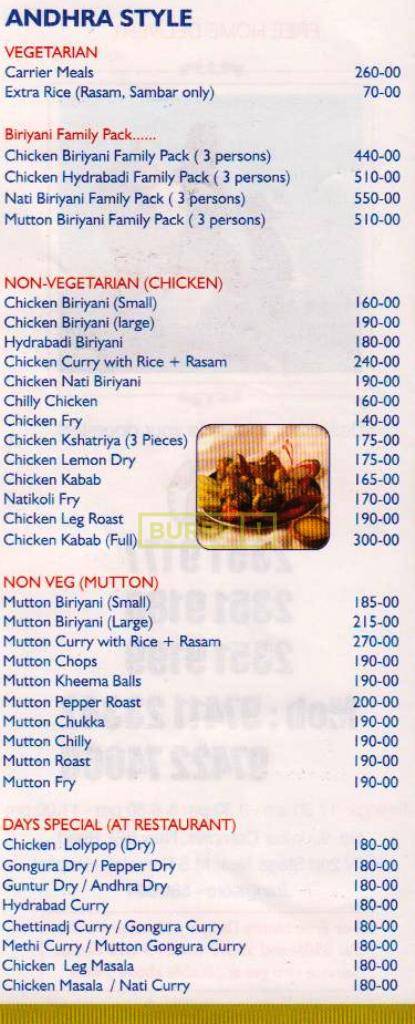 ANDHRA STYLE
VEGETARIAN
Carrier Meals 260-00
Extra Rice (Rasam, Sambar only) 70-00
Biriyani Family Pack......
Chicken Biriyani Family Pack ( 3 persons) 440-00
Chicken Hydrabadi Family Pack ( 3 persons) 510-00
Nati Biriyani Family Pack ( 3 persons) 550-00
Mutton Biriyani Family Pack ( 3 persons) 510-00
NON-VEGETARIAN (CHICKEN)
Chicken Biriyani (Small) 160-00
Chicken Biriyani (large) 190-00
Hydrabadi Biriyani 180-00
Chicken Curry with Rice + Rasam 240-00
Chicken Nati Biriyani 190-00
Chilly Chicken 160-00
Chicken Fry 140-00
Chicken Kshatriya (3 Pieces) 175-00
Chicken Lemon Dry 175-00
Chicken Kabab 165-00
Natikoli Fry 170-00
Chicken Leg Roast 190-00
Chicken Kabab (Full) 300-00
NON VEG (MUTTON)
Mutton Biriyani (Small) 185-00
Mutton Biriyani (Large) 215-00
Mutton Curry with Rice + Rasam 270-00
Mutton Chops 190-00
Mutton Kheema Balls 190-00
Mutton Pepper Roast 200-00
Mutton Chukka 190-00
Mutton Chilly 190-00
Mutton Roast 190-00
Mutton Fry 190-00
DAYS SPECIAL (AT RESTAURANT)
Chicken Lolypop (Dry) 180-00
Gongura Dry / Pepper Dry 180-00
Guntur Dry / Andhra Dry 180-00
Hydrabad Curry 180-00
Chettinadj Curry / Gongura Curry 180-00
Methi Curry / Mutton Gongura Curry 180-00
Chicken Leg Masala 180-00
Chicken Masala / Nati Curry 180-00